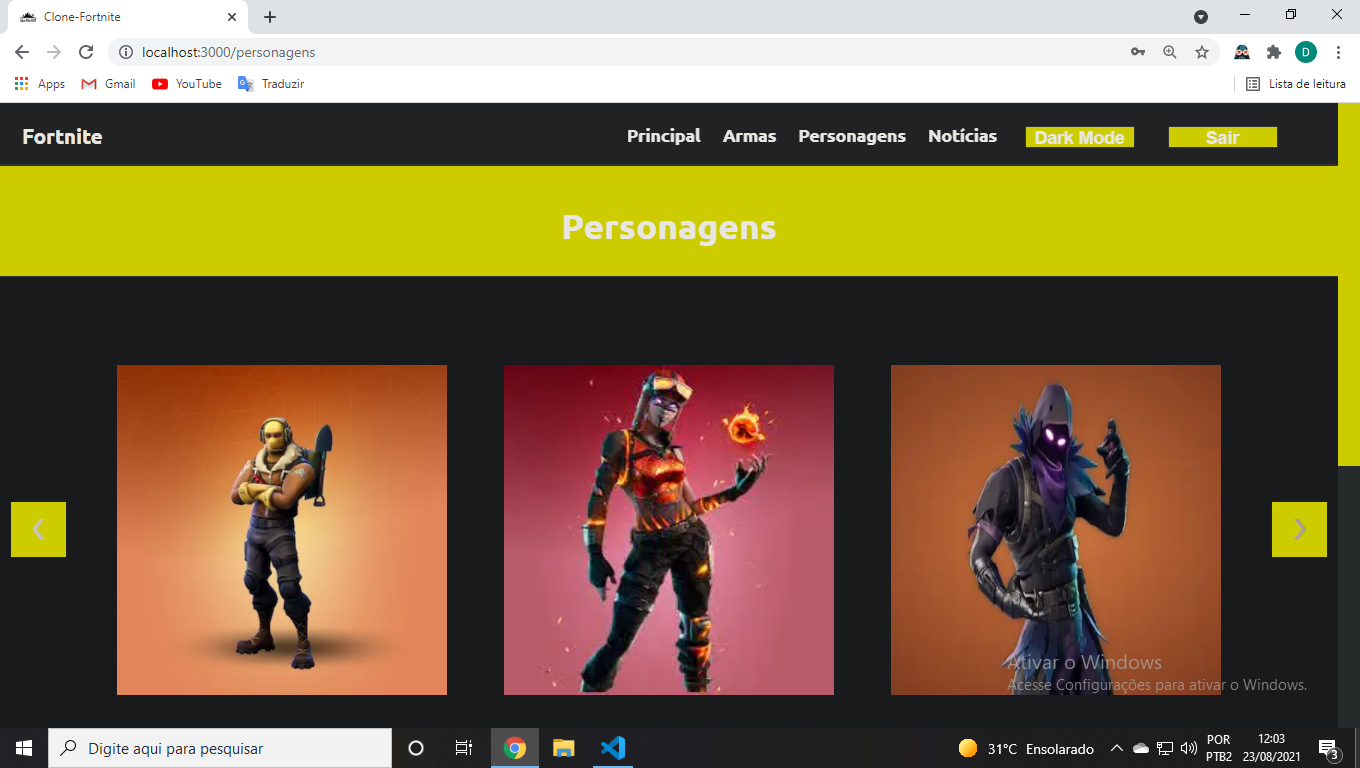 Clone-Fortnite
localhost:3000/personagens
D
Apps Gmail YouTube Traduzir Lista de leitura
Fortnite Principal Armas Personagens Notícias Dark Mode Sair
Personagens
Ativar o Windows
Acesse Configurações para ativar o Windows.
Digite aqui para pesquisar 31°C Ensolarado POR PTB2 12:03 23/08/2021 3